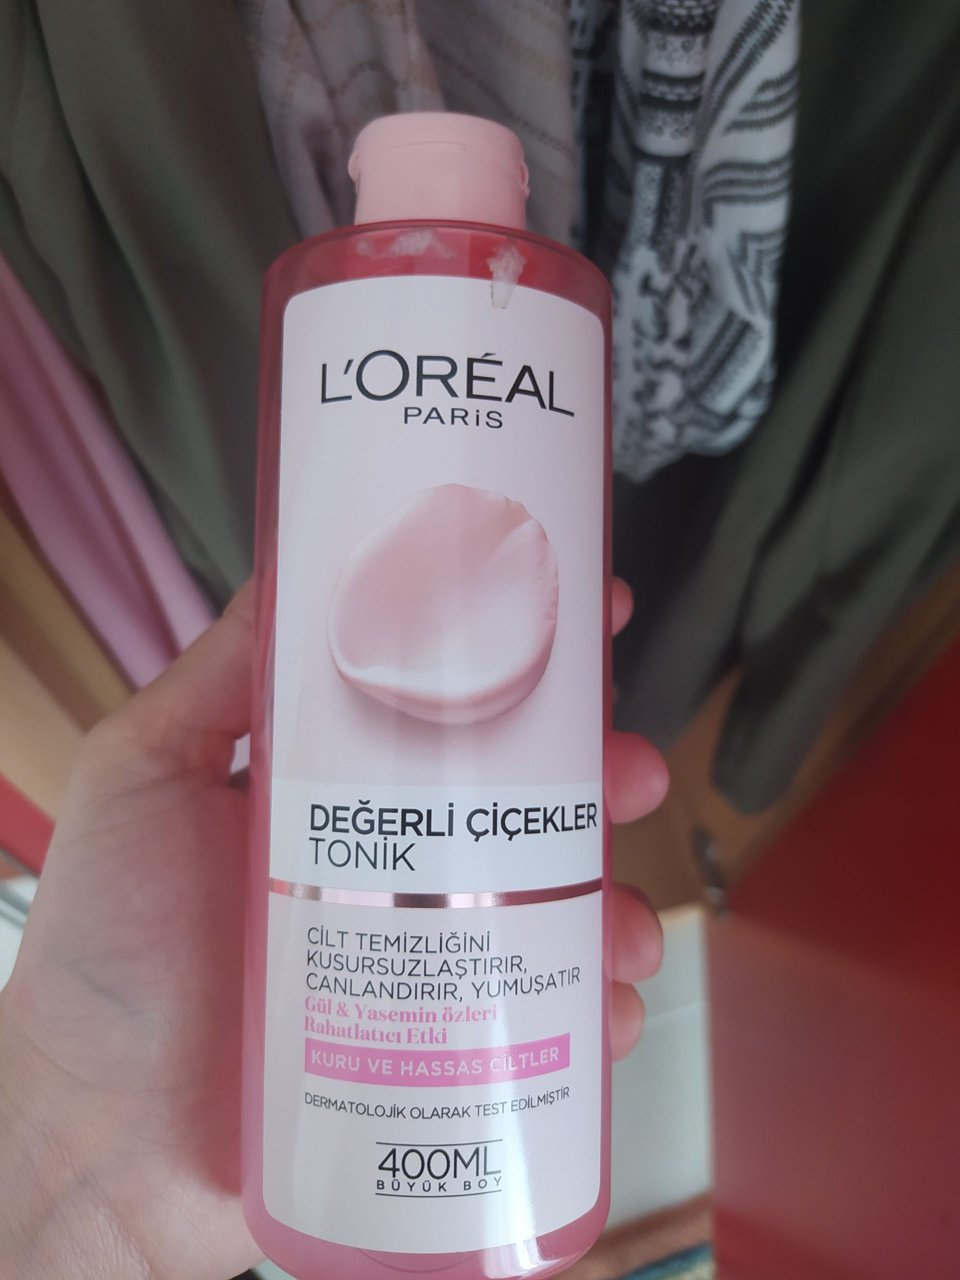 L'ORÉAL
PARiS
DEĞERLİ ÇİÇEKLER
TONİK
CİLT TEMİZLİĞİNİ
KUSURSUZLAŞTIRIR,
CANLANDIRIR, YUMUŞATIR
Gül & Yasemin özleri
Rahatlatıcı Etki
KURU VE HASSAS CİLTLER
DERMATOLOJİK OLARAK TEST EDİLMİŞTİR
400ML
BÜYÜK BOY